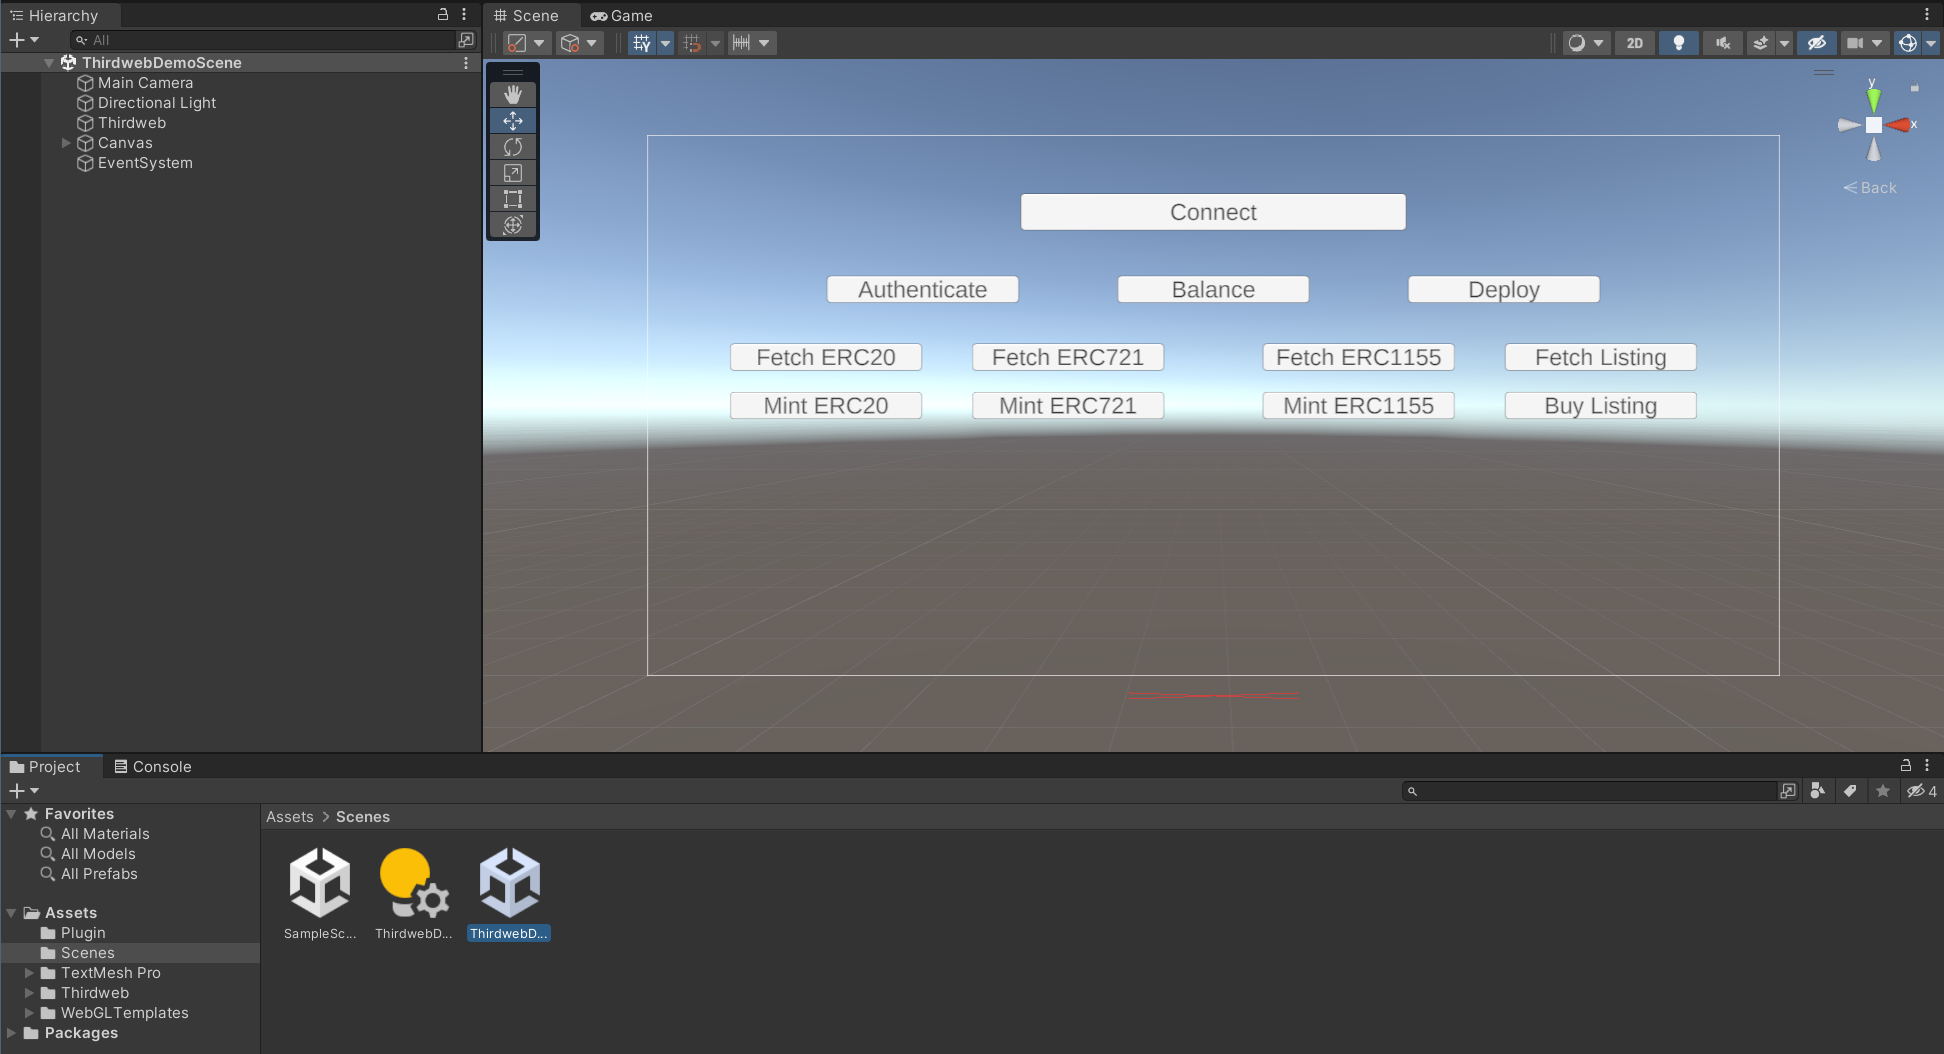 Hierarchy
All
ThirdwebDemoScene
Main Camera
Directional Light
Thirdweb
Canvas
EventSystem
Scene
Game
2D
y
x
Back
Connect
Authenticate
Balance
Deploy
Fetch ERC20
Fetch ERC721
Fetch ERC1155
Fetch Listing
Mint ERC20
Mint ERC721
Mint ERC1155
Buy Listing
Project
Console
4
Favorites
All Materials
All Models
All Prefabs
Assets
Plugin
Scenes
TextMesh Pro
Thirdweb
WebGLTemplates
Packages
Assets > Scenes
SampleSc...
ThirdwebD...
ThirdwebD...